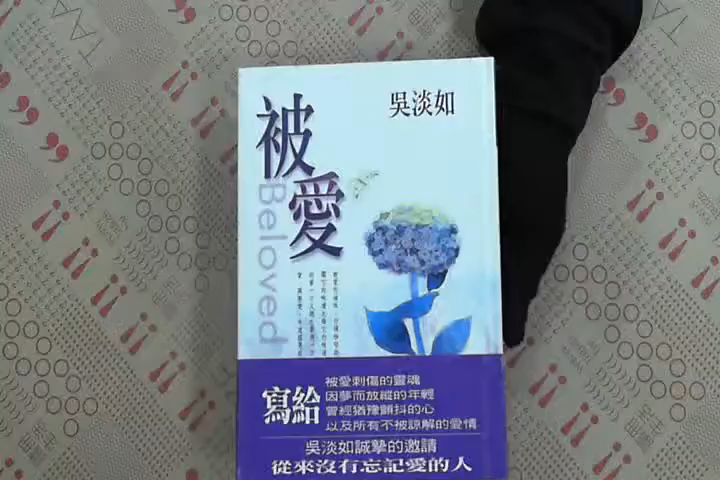 吳淡如
被愛
Beloved
寫給
被愛刺傷的靈魂
因夢而放縱的年輕
曾經猶豫顫抖的心
以及所有不被諒解的愛情
吳淡如誠摯的邀請
從來沒有忘記愛的人